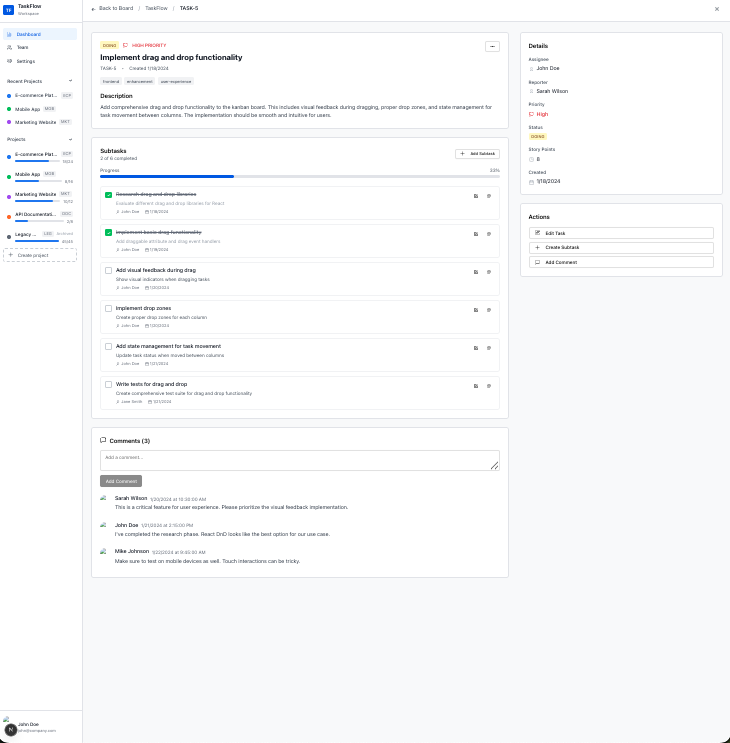 TF
TaskFlow
Workspace
Dashboard
Team
Settings
Recent Projects
E-commerce Plat... ECP
Mobile App MOB
Marketing Website MKT
Projects
E-commerce Plat... ECP
Mobile App MOB
8/15
Marketing Website MKT
API Documentati... DOC
Legacy ... LEG Archived
45/45
Create project
John Doe
john@company.com
N
Back to Board / TaskFlow / TASK-5
DOING HIGH PRIORITY
Implement drag and drop functionality
TASK-5 • Created 1/18/2024
frontend enhancement user-experience
Description
Add comprehensive drag and drop functionality to the kanban board. This includes visual feedback during dragging, proper drop zones, and state management for
task movement between columns. The implementation should be smooth and intuitive for users.
Subtasks
2 of 6 completed
Add Subtask
Progress 33%
Research drag and drop libraries
Evaluate different drag and drop libraries for React
John Doe 1/18/2024
Implement basic drag functionality
Add draggable attribute and drag event handlers
John Doe 1/19/2024
Add visual feedback during drag
Show visual indicators when dragging tasks
John Doe 1/20/2024
Implement drop zones
Create proper drop zones for each column
John Doe 1/20/2024
Add state management for task movement
Update task status when moved between columns
John Doe 1/21/2024
Write tests for drag and drop
Create comprehensive test suite for drag and drop functionality
Jane Smith 1/21/2024
Comments (3)
Add a comment...
Add Comment
Sarah Wilson 1/20/2024 at 10:30:00 AM
This is a critical feature for user experience. Please prioritize the visual feedback implementation.
John Doe 1/21/2024 at 2:15:00 PM
I've completed the research phase. React DnD looks like the best option for our use case.
Mike Johnson 1/22/2024 at 9:45:00 AM
Make sure to test on mobile devices as well. Touch interactions can be tricky.
Details
Assignee
John Doe
Reporter
Sarah Wilson
Priority
High
Status
DOING
Story Points
8
Created
1/18/2024
Actions
Edit Task
Create Subtask
Add Comment